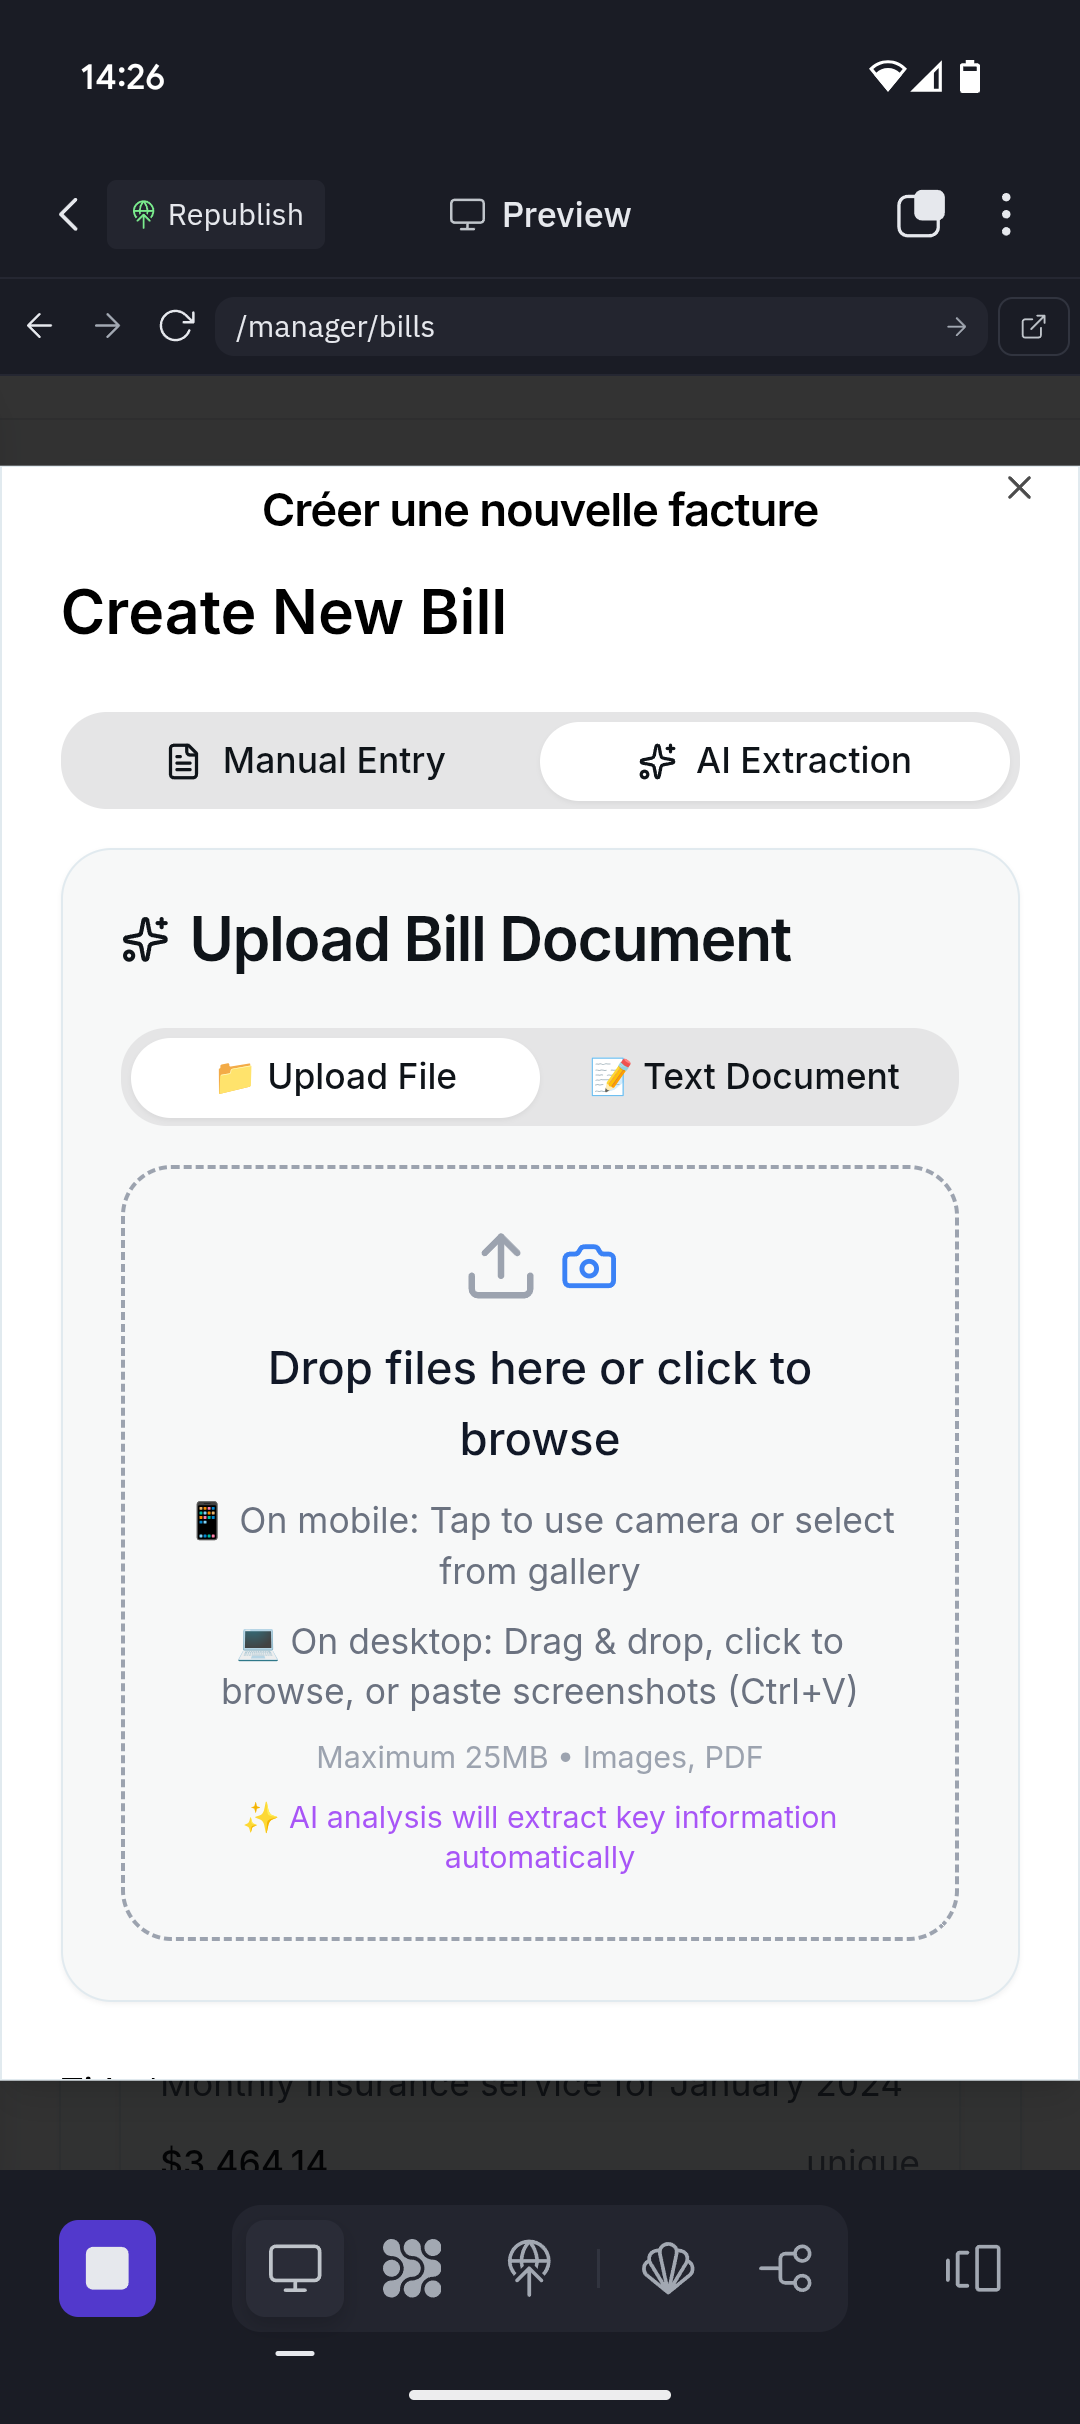 14:26
Republish
Preview
/manager/bills
Créer une nouvelle facture
Create New Bill
Manual Entry
AI Extraction
Upload Bill Document
Upload File
Text Document
Drop files here or click to
browse
On mobile: Tap to use camera or select
from gallery
On desktop: Drag & drop, click to
browse, or paste screenshots (Ctrl+V)
Maximum 25MB • Images, PDF
AI analysis will extract key information
automatically
Monthly insurance service for January 2024
$3,464.14
unique